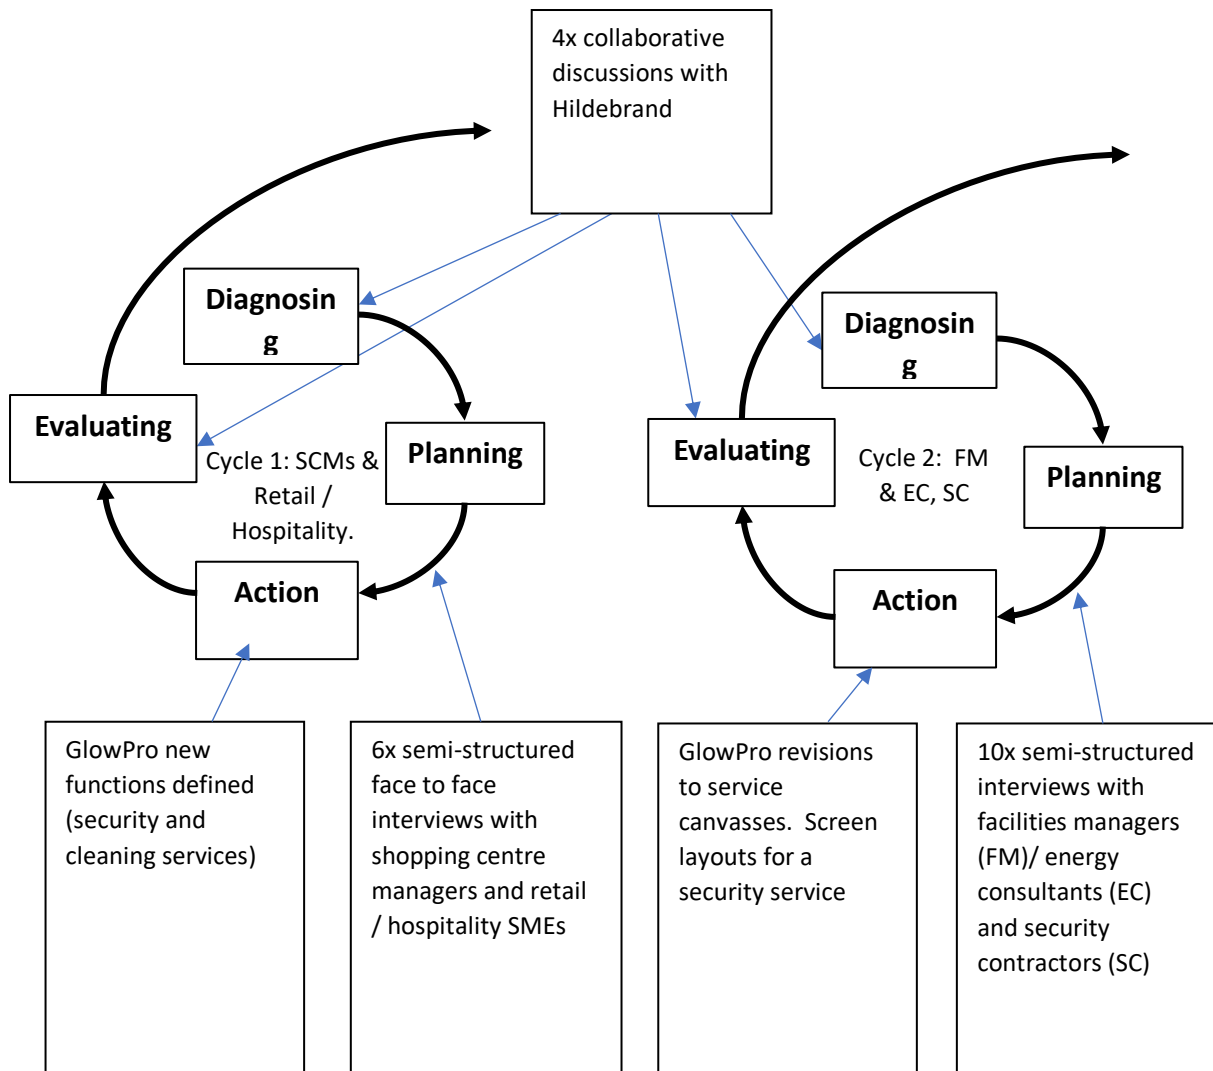 4x collaborative
discussions with
Hildebrand
Diagnosin
g
Evaluating
Cycle 1: SCMs &
Retail /
Hospitality.
Planning
Action
Diagnosin
g
Evaluating
Cycle 2:  FM
& EC, SC
Planning
Action
GlowPro new
functions defined
(security and
cleaning services)
6x semi-structured
face to face
interviews with
shopping centre
managers and retail
/ hospitality SMEs
GlowPro revisions
to service
canvasses.  Screen
layouts for a
security service
10x semi-structured
interviews with
facilities managers
(FM)/ energy
consultants (EC)
and security
contractors (SC)